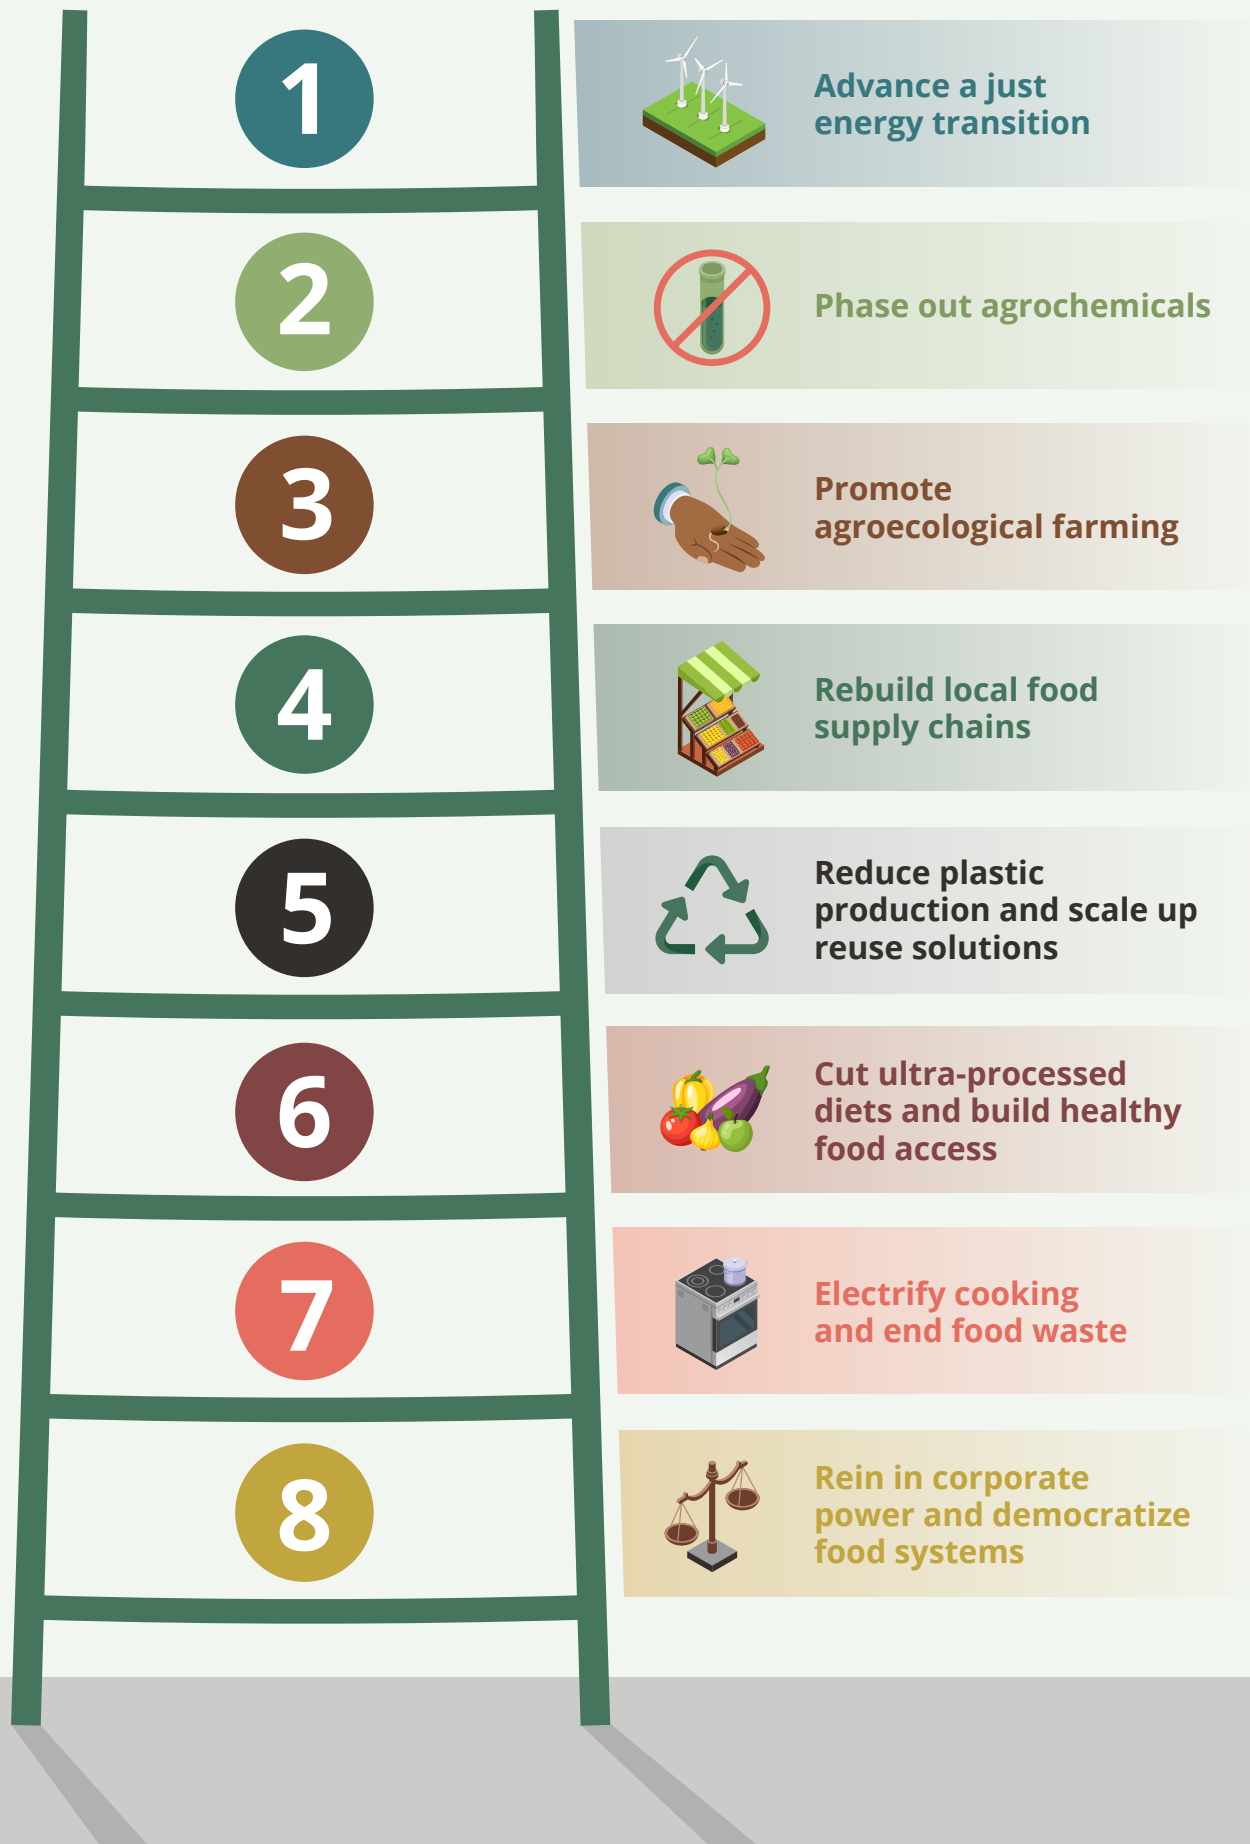 1
Advance a just
energy transition
2
Phase out agrochemicals
3
Promote
agroecological farming
4
Rebuild local food
supply chains
5
Reduce plastic
production and scale up
reuse solutions
6
Cut ultra-processed
diets and build healthy
food access
7
Electrify cooking
and end food waste
8
Rein in corporate
power and democratize
food systems